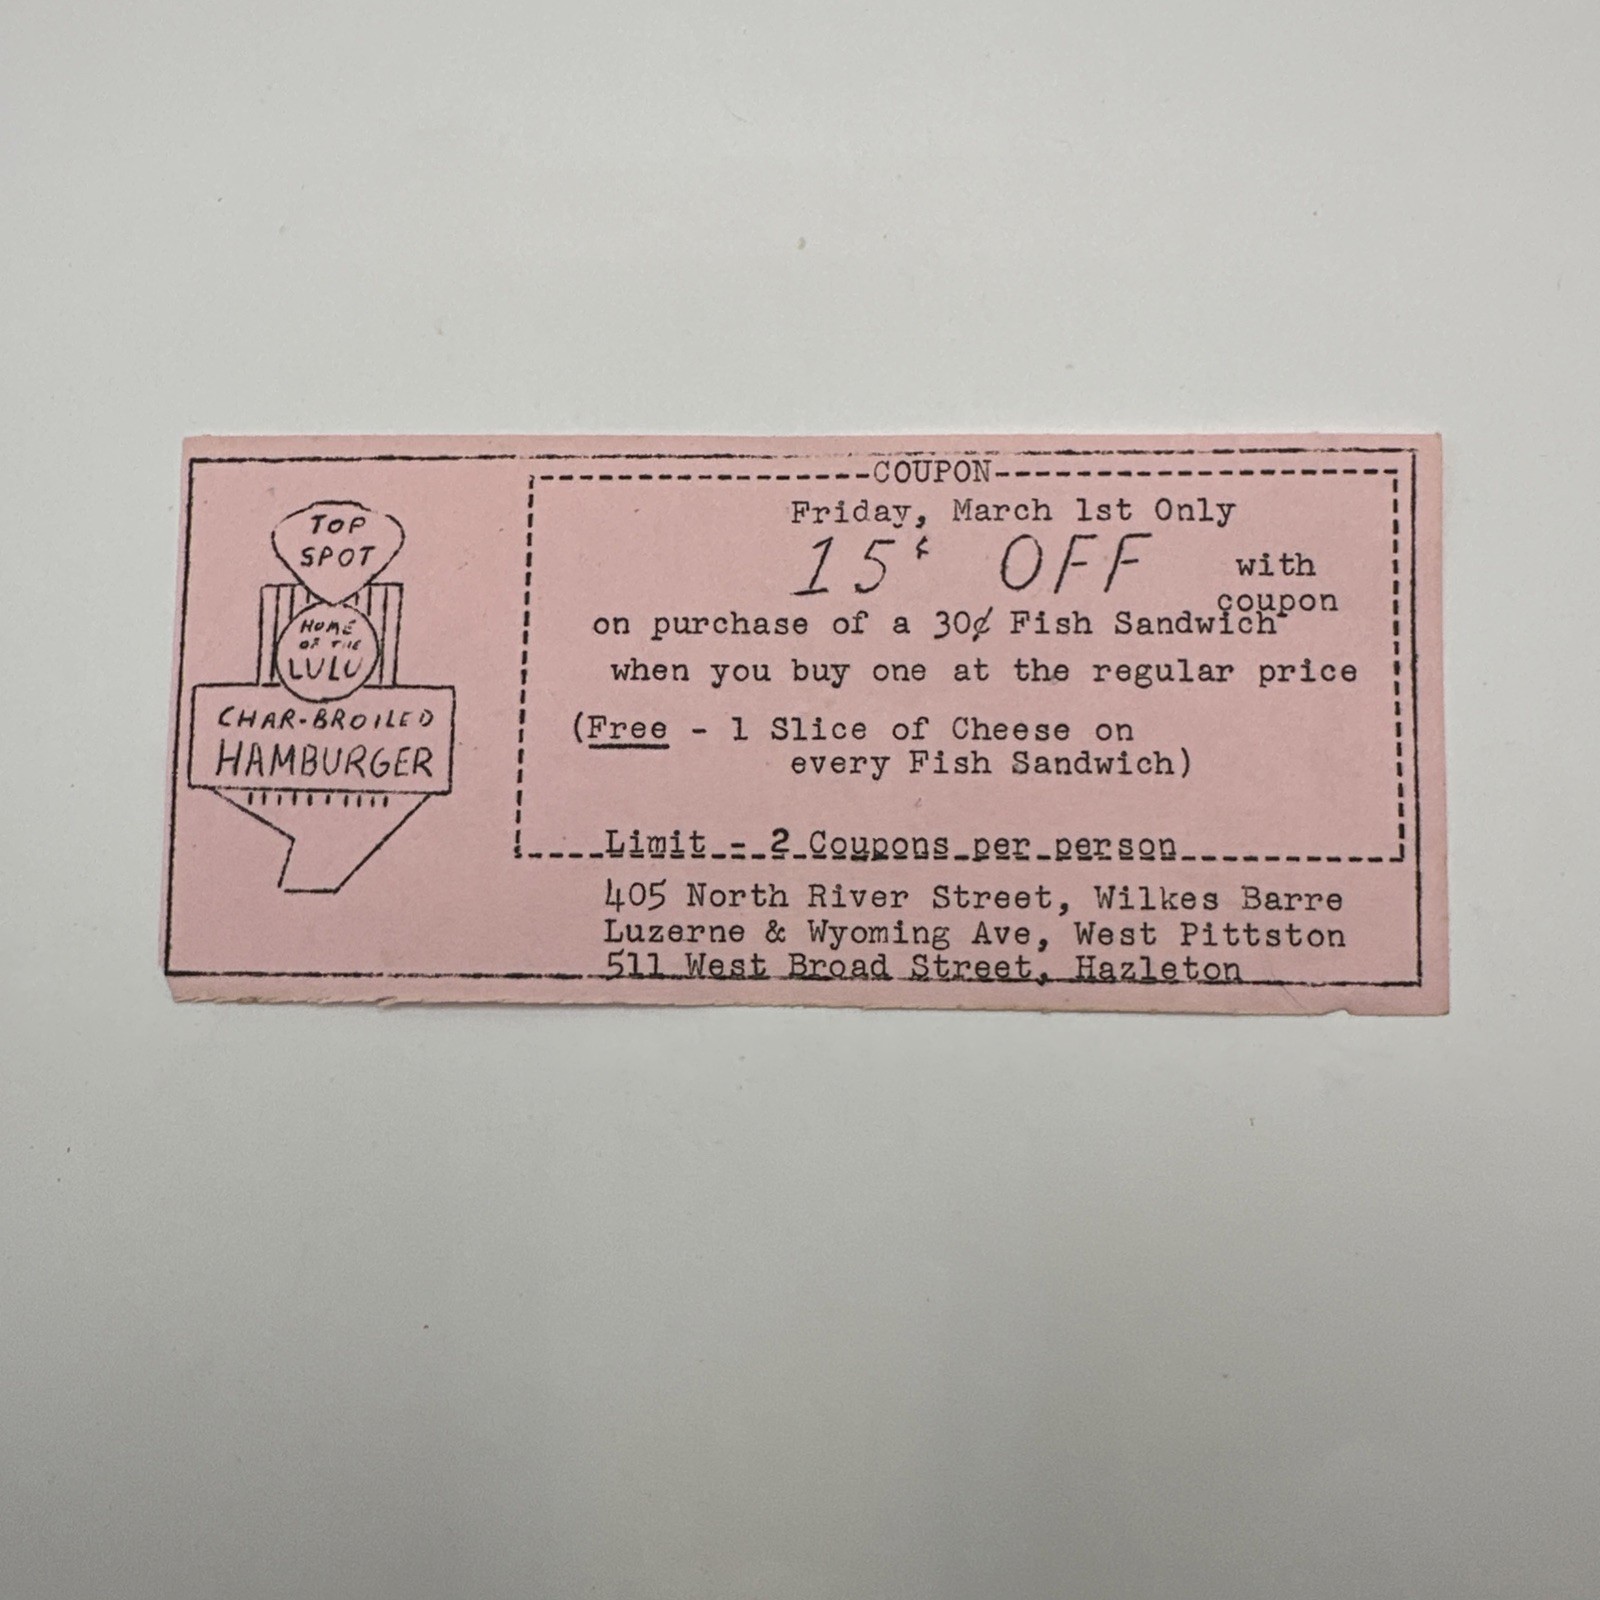 TOP
SPOT
HOME
OF THE
LULU
CHAR-BROILED
HAMBURGER
COUPON
Friday, March 1st Only
15¢ OFF with
coupon
on purchase of a 30¢ Fish Sandwich
when you buy one at the regular price
(Free - 1 Slice of Cheese on
every Fish Sandwich)
Limit - 2 Coupons per person
405 North River Street, Wilkes Barre
Luzerne & Wyoming Ave, West Pittston
511 West Broad Street, Hazleton